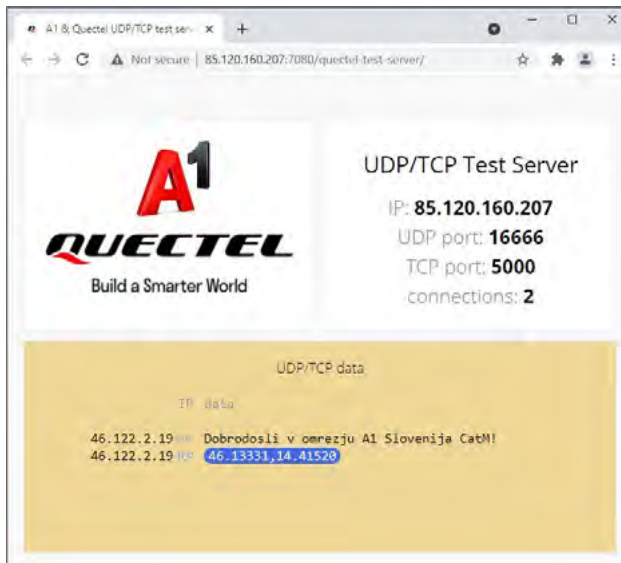 A1 & Quectel UDP/TCP test ser
Not secure | 85.120.160.207:7080/quectel-test-server/
A1
QUECTEL
Build a Smarter World
UDP/TCP Test Server
IP: 85.120.160.207
UDP port: 16666
TCP port: 5000
connections: 2
UDP/TCP data
IP data
46.122.2.19 Dobrodosli v omrezju A1 Slovenija CatM!
46.122.2.19 46.13331,14.41520